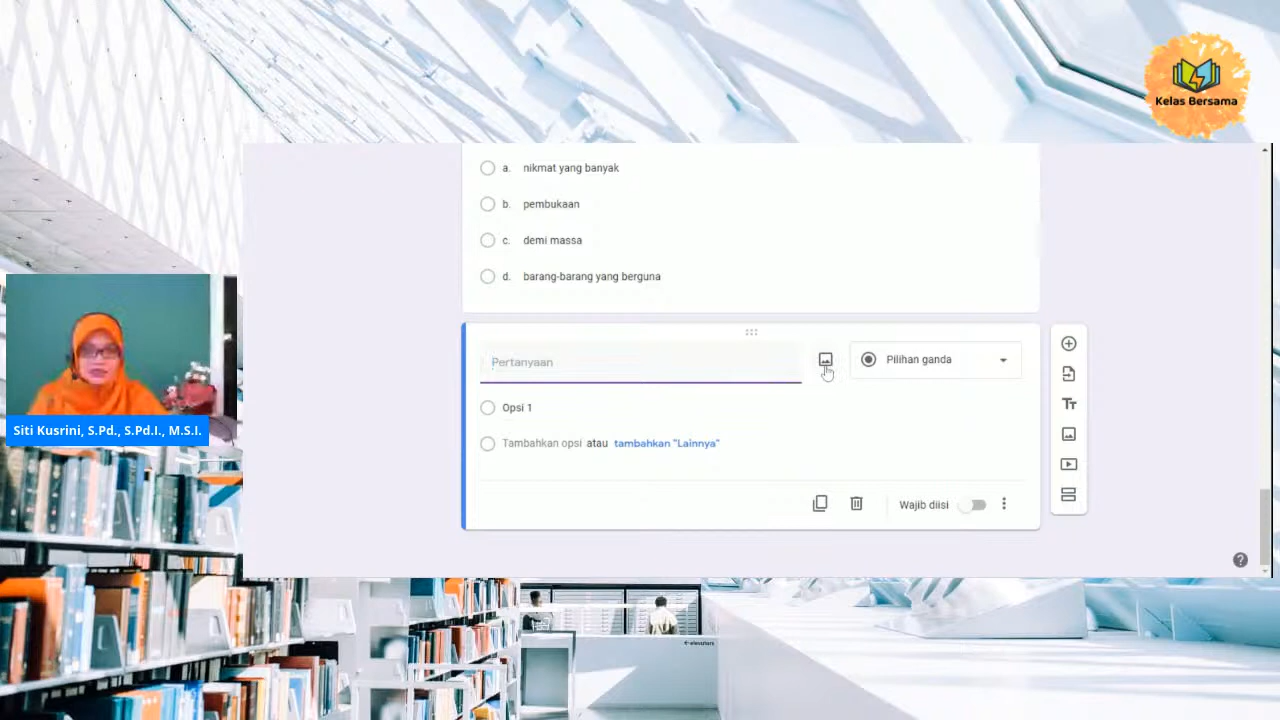 Kelas Bersama
a. nikmat yang banyak
b. pembukaan
c. demi massa
d. barang-barang yang berguna
Pertanyaan
Pilihan ganda
Opsi 1
Tambahkan opsi atau tambahkan "Lainnya"
Wajib diisi
Siti Kusrini, S.Pd., S.Pd.I., M.S.I.
elevators